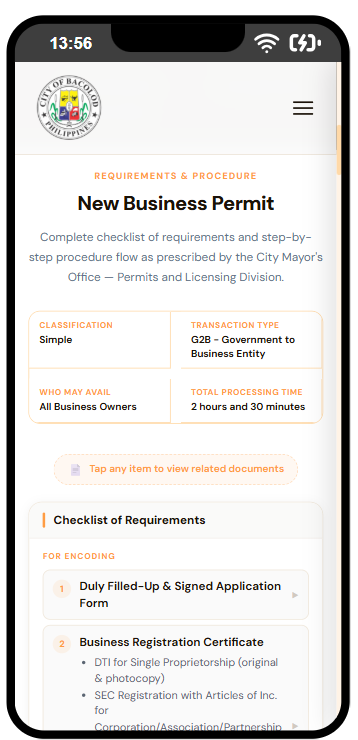 13:56
CITY OF BACOLOD
PHILIPPINES
REQUIREMENTS & PROCEDURE
New Business Permit
Complete checklist of requirements and step-by-
step procedure flow as prescribed by the City Mayor's
Office — Permits and Licensing Division.
CLASSIFICATION
Simple
TRANSACTION TYPE
G2B - Government to
Business Entity
WHO MAY AVAIL
All Business Owners
TOTAL PROCESSING TIME
2 hours and 30 minutes
Tap any item to view related documents
Checklist of Requirements
FOR ENCODING
1 Duly Filled-Up & Signed Application
Form
2 Business Registration Certificate
• DTI for Single Proprietorship (original
& photocopy)
• SEC Registration with Articles of Inc.
for
Corporation/Association/Partnership